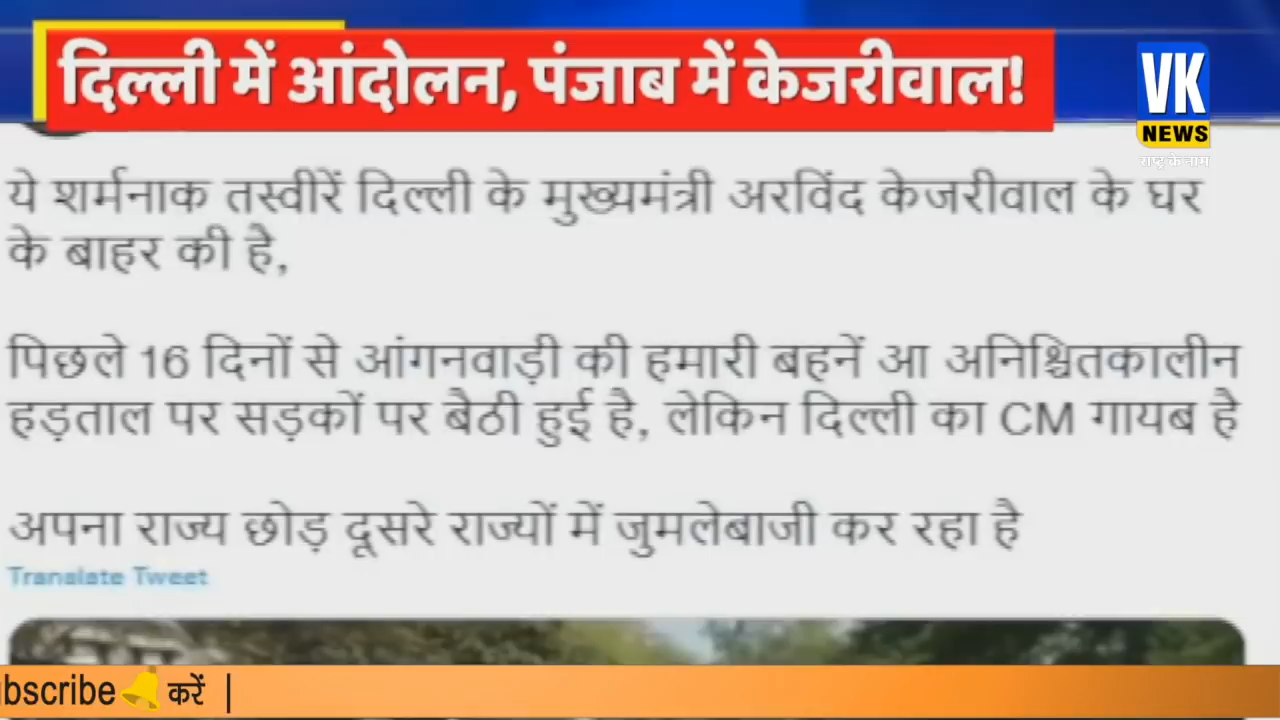 दिल्ली में आंदोलन, पंजाब में केजरीवाल!
VK
NEWS
राष्ट्र के नाम
ये शर्मनाक तस्वीरें दिल्ली के मुख्यमंत्री अरविंद केजरीवाल के घर
के बाहर की है,
पिछले 16 दिनों से आंगनवाड़ी की हमारी बहनें आ अनिश्चितकालीन
हड़ताल पर सड़कों पर बैठी हुई है, लेकिन दिल्ली का CM गायब है
अपना राज्य छोड़ दूसरे राज्यों में जुमलेबाजी कर रहा है
Translate Tweet
bscribe करें |